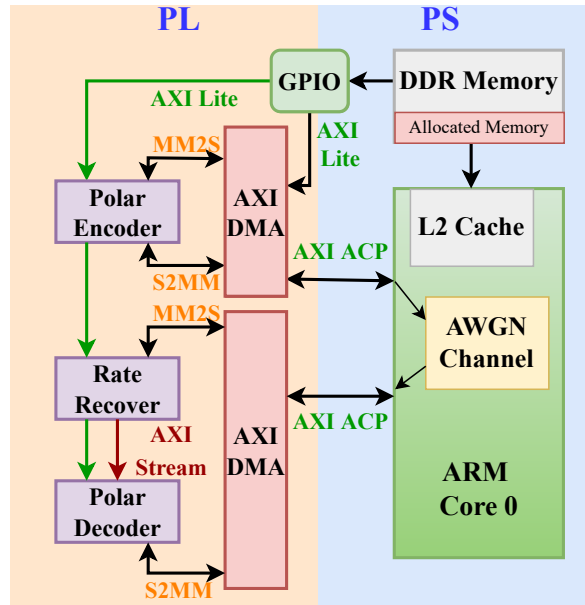 PL
PS
GPIO
DDR Memory
Allocated Memory
AXI Lite
AXI
Lite
MM2S
Polar
Encoder
AXI
DMA
L2 Cache
S2MM
AXI ACP
MM2S
AWGN
Channel
Rate
Recover
AXI ACP
AXI
Stream
AXI
DMA
Polar
Decoder
ARM
Core 0
S2MM